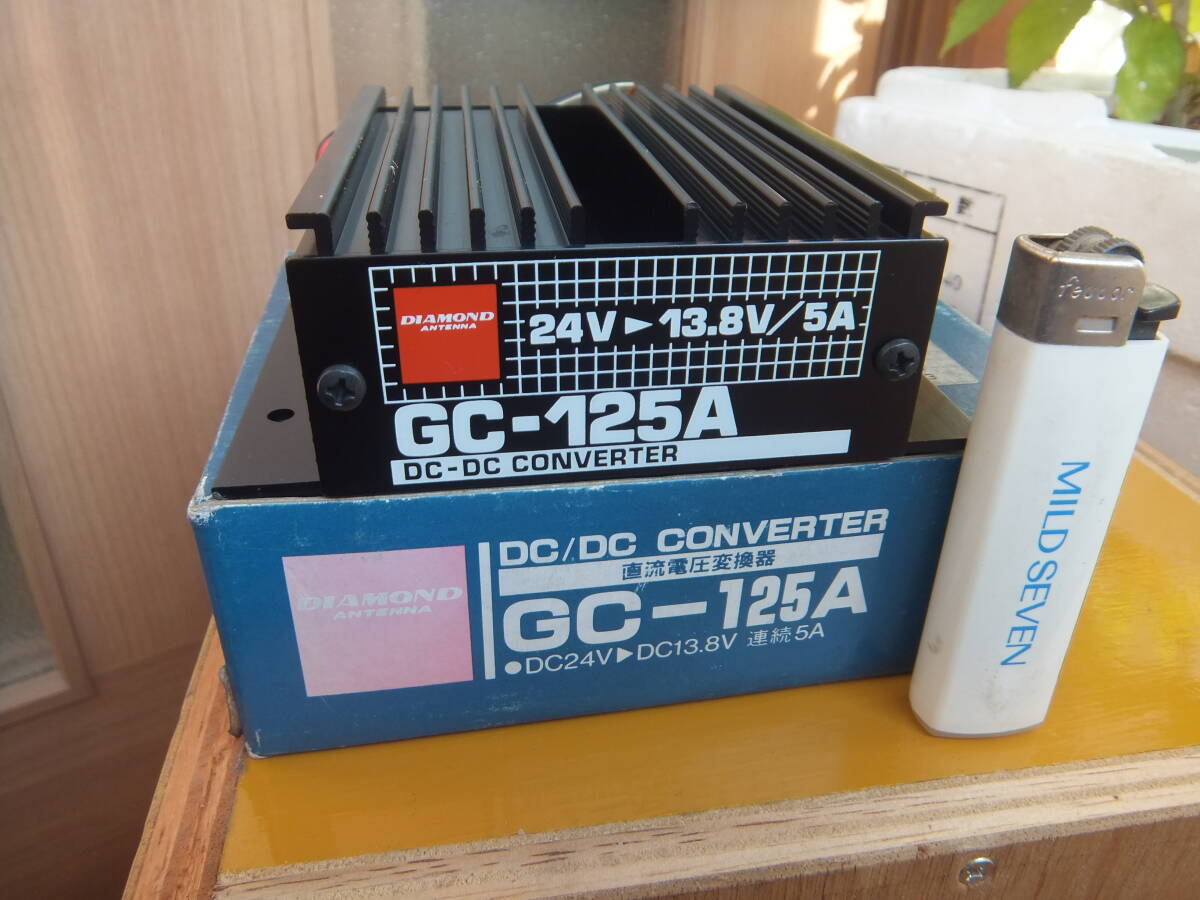 DIAMOND
ANTENNA
24V ▶ 13.8V/5A
GC-125A
DC-DC CONVERTER
DIAMOND
ANTENNA
DC/DC CONVERTER
直流電圧変換器
GC-125A
●DC24V▶DC13.8V 連続5A
MILD SEVEN